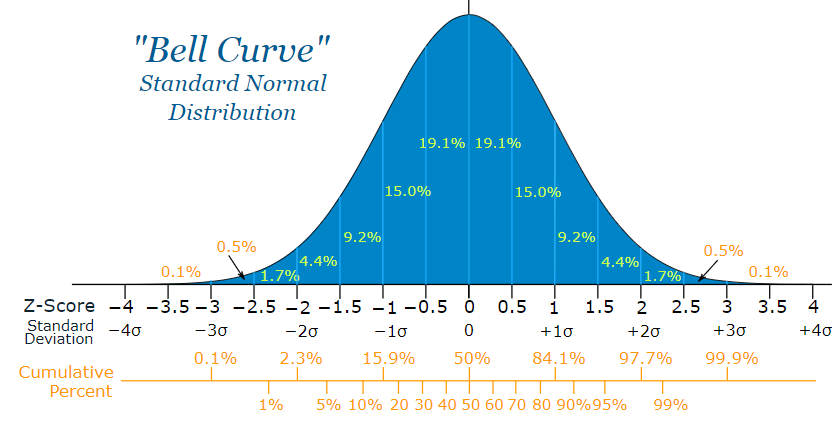 "Bell Curve"
Standard Normal
Distribution
19.1% 19.1%
15.0% 15.0%
9.2% 9.2%
0.5% 0.5%
4.4% 4.4%
0.1% 1.7% 1.7% 0.1%
Z-Score −4 −3.5 −3 −2.5 −2 −1.5 −1 −0.5 0 0.5 1 1.5 2 2.5 3 3.5 4
Standard
Deviation −4σ −3σ −2σ −1σ 0 +1σ +2σ +3σ +4σ
0.1% 2.3% 15.9% 50% 84.1% 97.7% 99.9%
Cumulative
Percent
1% 5% 10% 20 30 40 50 60 70 80 90% 95% 99%